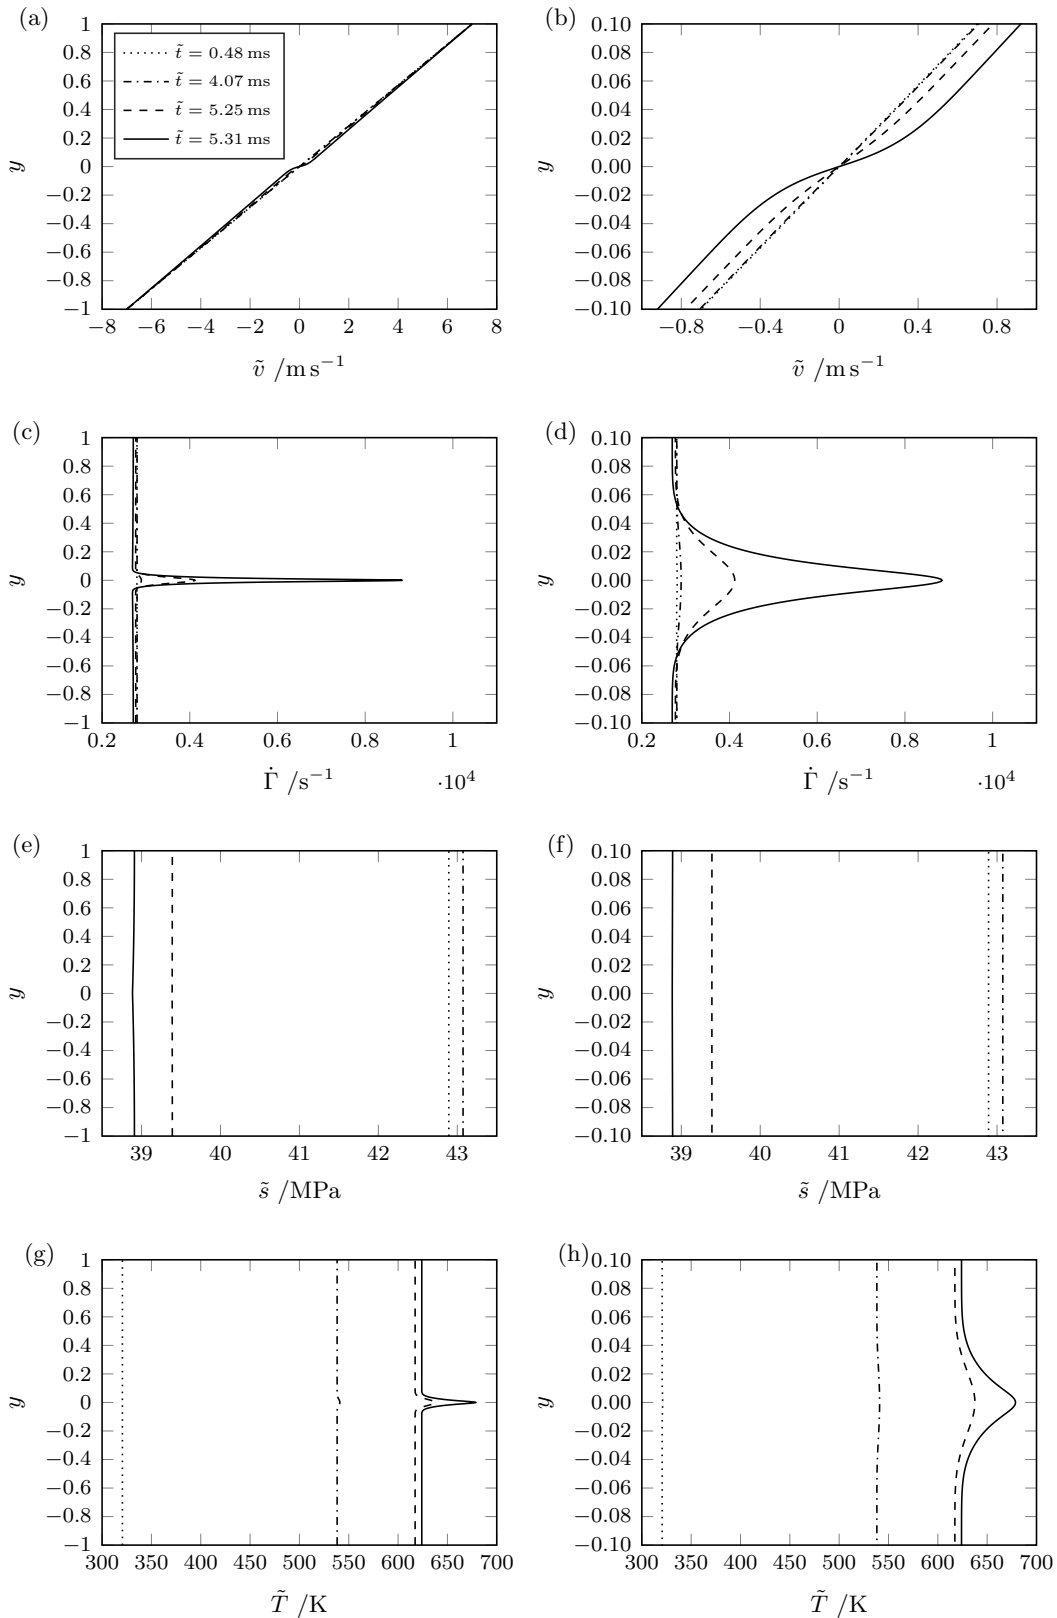 (a)
1
0.8
0.6
0.4
0.2
0
−0.2
−0.4
−0.6
−0.8
−1
y
t̃ = 0.48 ms
t̃ = 4.07 ms
t̃ = 5.25 ms
t̃ = 5.31 ms
−8 −6 −4 −2 0 2 4 6 8
ṽ /m s⁻¹
(b)
0.10
0.08
0.06
0.04
0.02
0.00
−0.02
−0.04
−0.06
−0.08
−0.10
y
−0.8 −0.4 0 0.4 0.8
ṽ /m s⁻¹
(c)
1
0.8
0.6
0.4
0.2
0
−0.2
−0.4
−0.6
−0.8
−1
y
0.2 0.4 0.6 0.8 1
Γ̇ /s⁻¹ ·10⁴
(d)
0.10
0.08
0.06
0.04
0.02
0.00
−0.02
−0.04
−0.06
−0.08
−0.10
y
0.2 0.4 0.6 0.8 1
Γ̇ /s⁻¹ ·10⁴
(e)
1
0.8
0.6
0.4
0.2
0
−0.2
−0.4
−0.6
−0.8
−1
y
39 40 41 42 43
s̃ /MPa
(f)
0.10
0.08
0.06
0.04
0.02
0.00
−0.02
−0.04
−0.06
−0.08
−0.10
y
39 40 41 42 43
s̃ /MPa
(g)
1
0.8
0.6
0.4
0.2
0
−0.2
−0.4
−0.6
−0.8
−1
y
300 350 400 450 500 550 600 650 700
T̃ /K
(h)
0.10
0.08
0.06
0.04
0.02
0.00
−0.02
−0.04
−0.06
−0.08
−0.10
y
300 350 400 450 500 550 600 650 700
T̃ /K